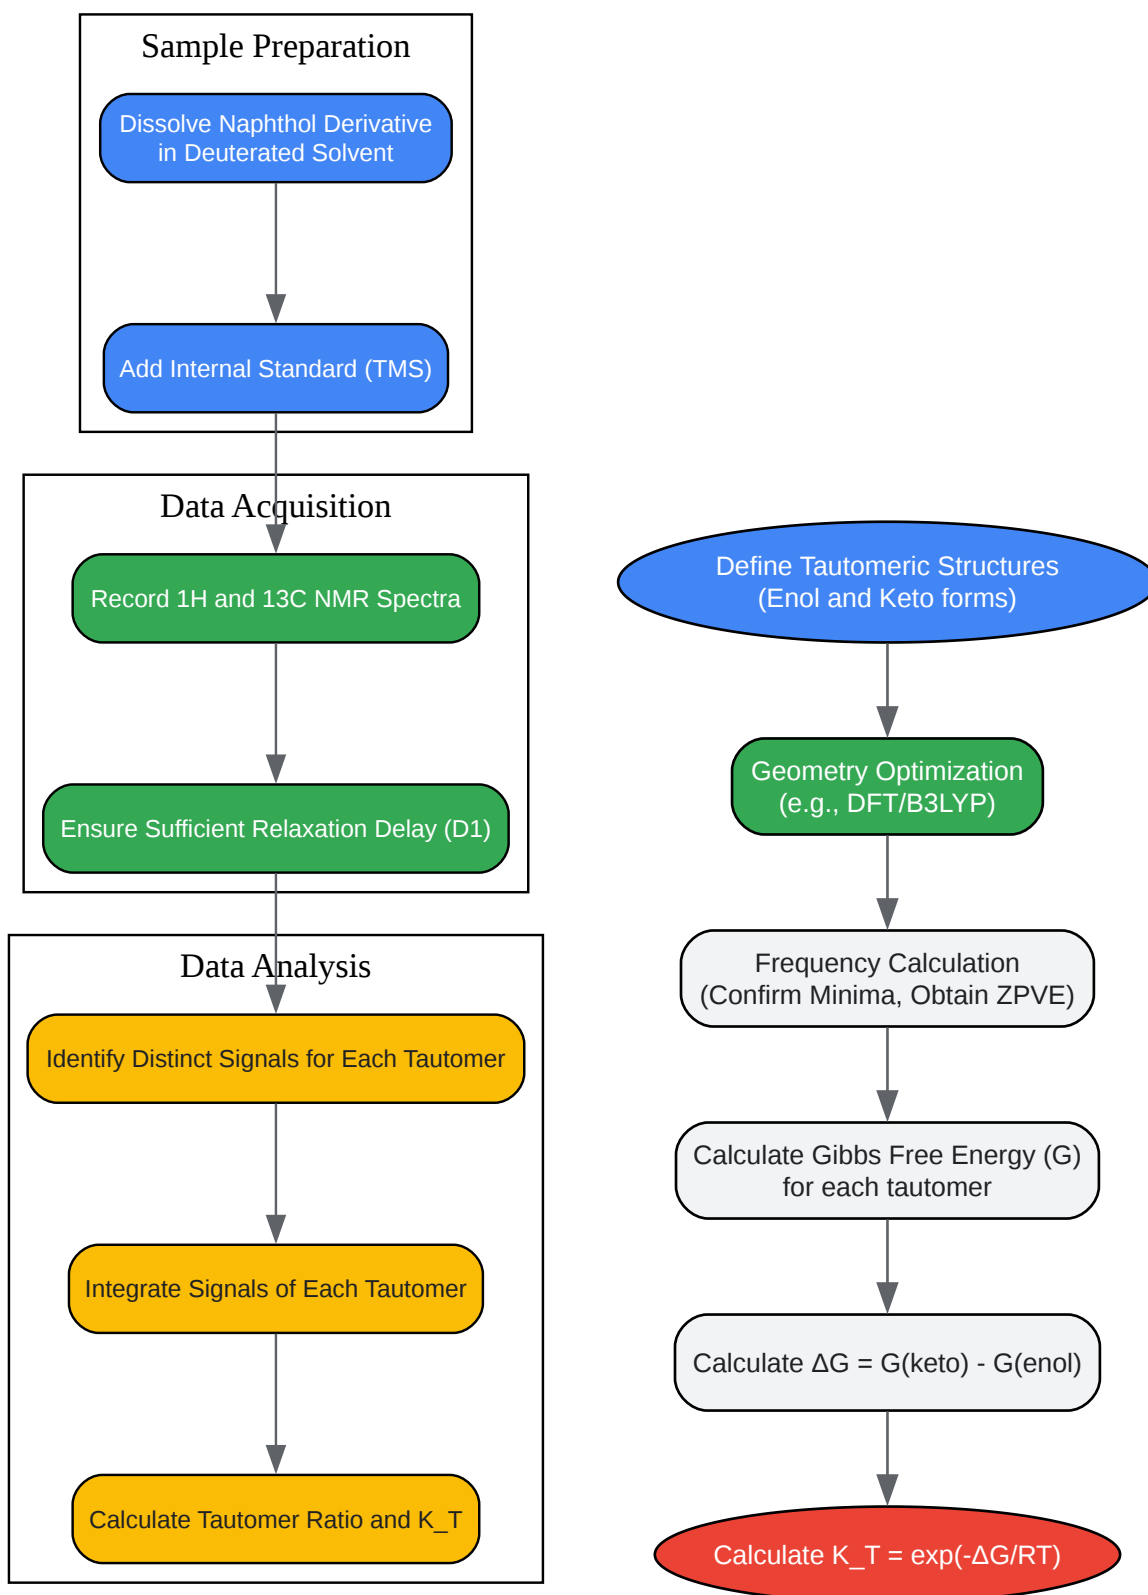 Sample Preparation
Dissolve Naphthol Derivative
in Deuterated Solvent
Add Internal Standard (TMS)
Data Acquisition
Record 1H and 13C NMR Spectra
Ensure Sufficient Relaxation Delay (D1)
Data Analysis
Identify Distinct Signals for Each Tautomer
Integrate Signals of Each Tautomer
Calculate Tautomer Ratio and K_T
Define Tautomeric Structures
(Enol and Keto forms)
Geometry Optimization
(e.g., DFT/B3LYP)
Frequency Calculation
(Confirm Minima, Obtain ZPVE)
Calculate Gibbs Free Energy (G)
for each tautomer
Calculate ΔG = G(keto) - G(enol)
Calculate K_T = exp(-ΔG/RT)